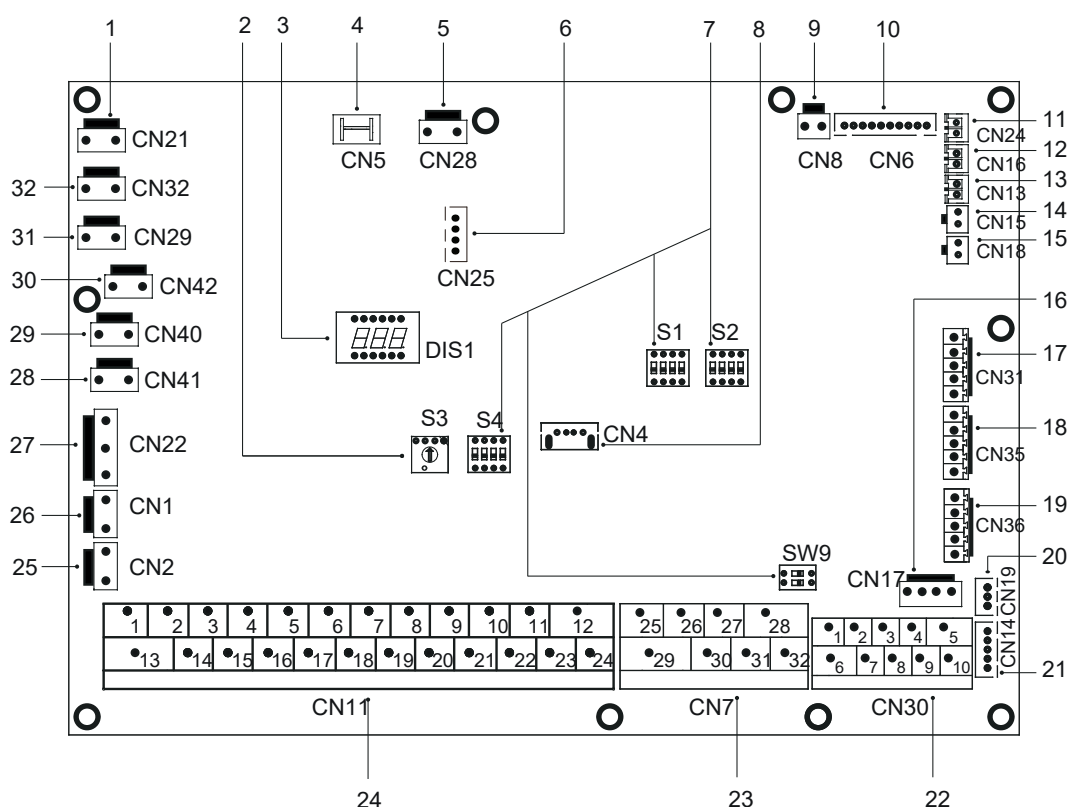 1 2 3 4 5 6 7 8 9 10
11
CN21 CN5 CN28 CN8 CN6 CN24
12
CN16
32 CN32 13
CN13
14
CN15
31 CN29 15
CN18
CN25
30 CN42 16
29 CN40 DIS1 S1 S2 17
28 CN41 CN31
S3 S4 CN4 18
27 CN22 2 8 CN35
26 CN1 19
CN36
SW9 20
25 CN2 CN17 CN19
1 2 3 4 5 6 7 8 9 10 11 12 25 26 27 28 1 2 3 4 5
13 14 15 16 17 18 19 20 21 22 23 24 29 30 31 32 6 7 8 9 10 CN14
21
CN11 CN7 CN30
24 23 22